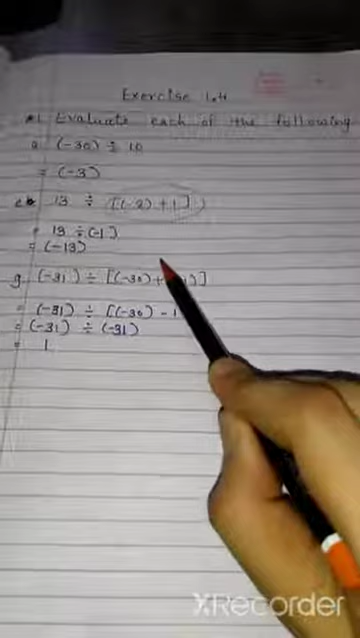 Exercise 1.4
Evaluate each of the following
a (-30) ÷ 10
= (-3)
13 ÷ [(-2) + 1]
= 13 ÷ (-1)
= (-13)
g (-31) ÷ [(-30) +
= (-31) ÷ [(-30) - 1
= (-31) ÷ (-31)
= 1
XRecorder